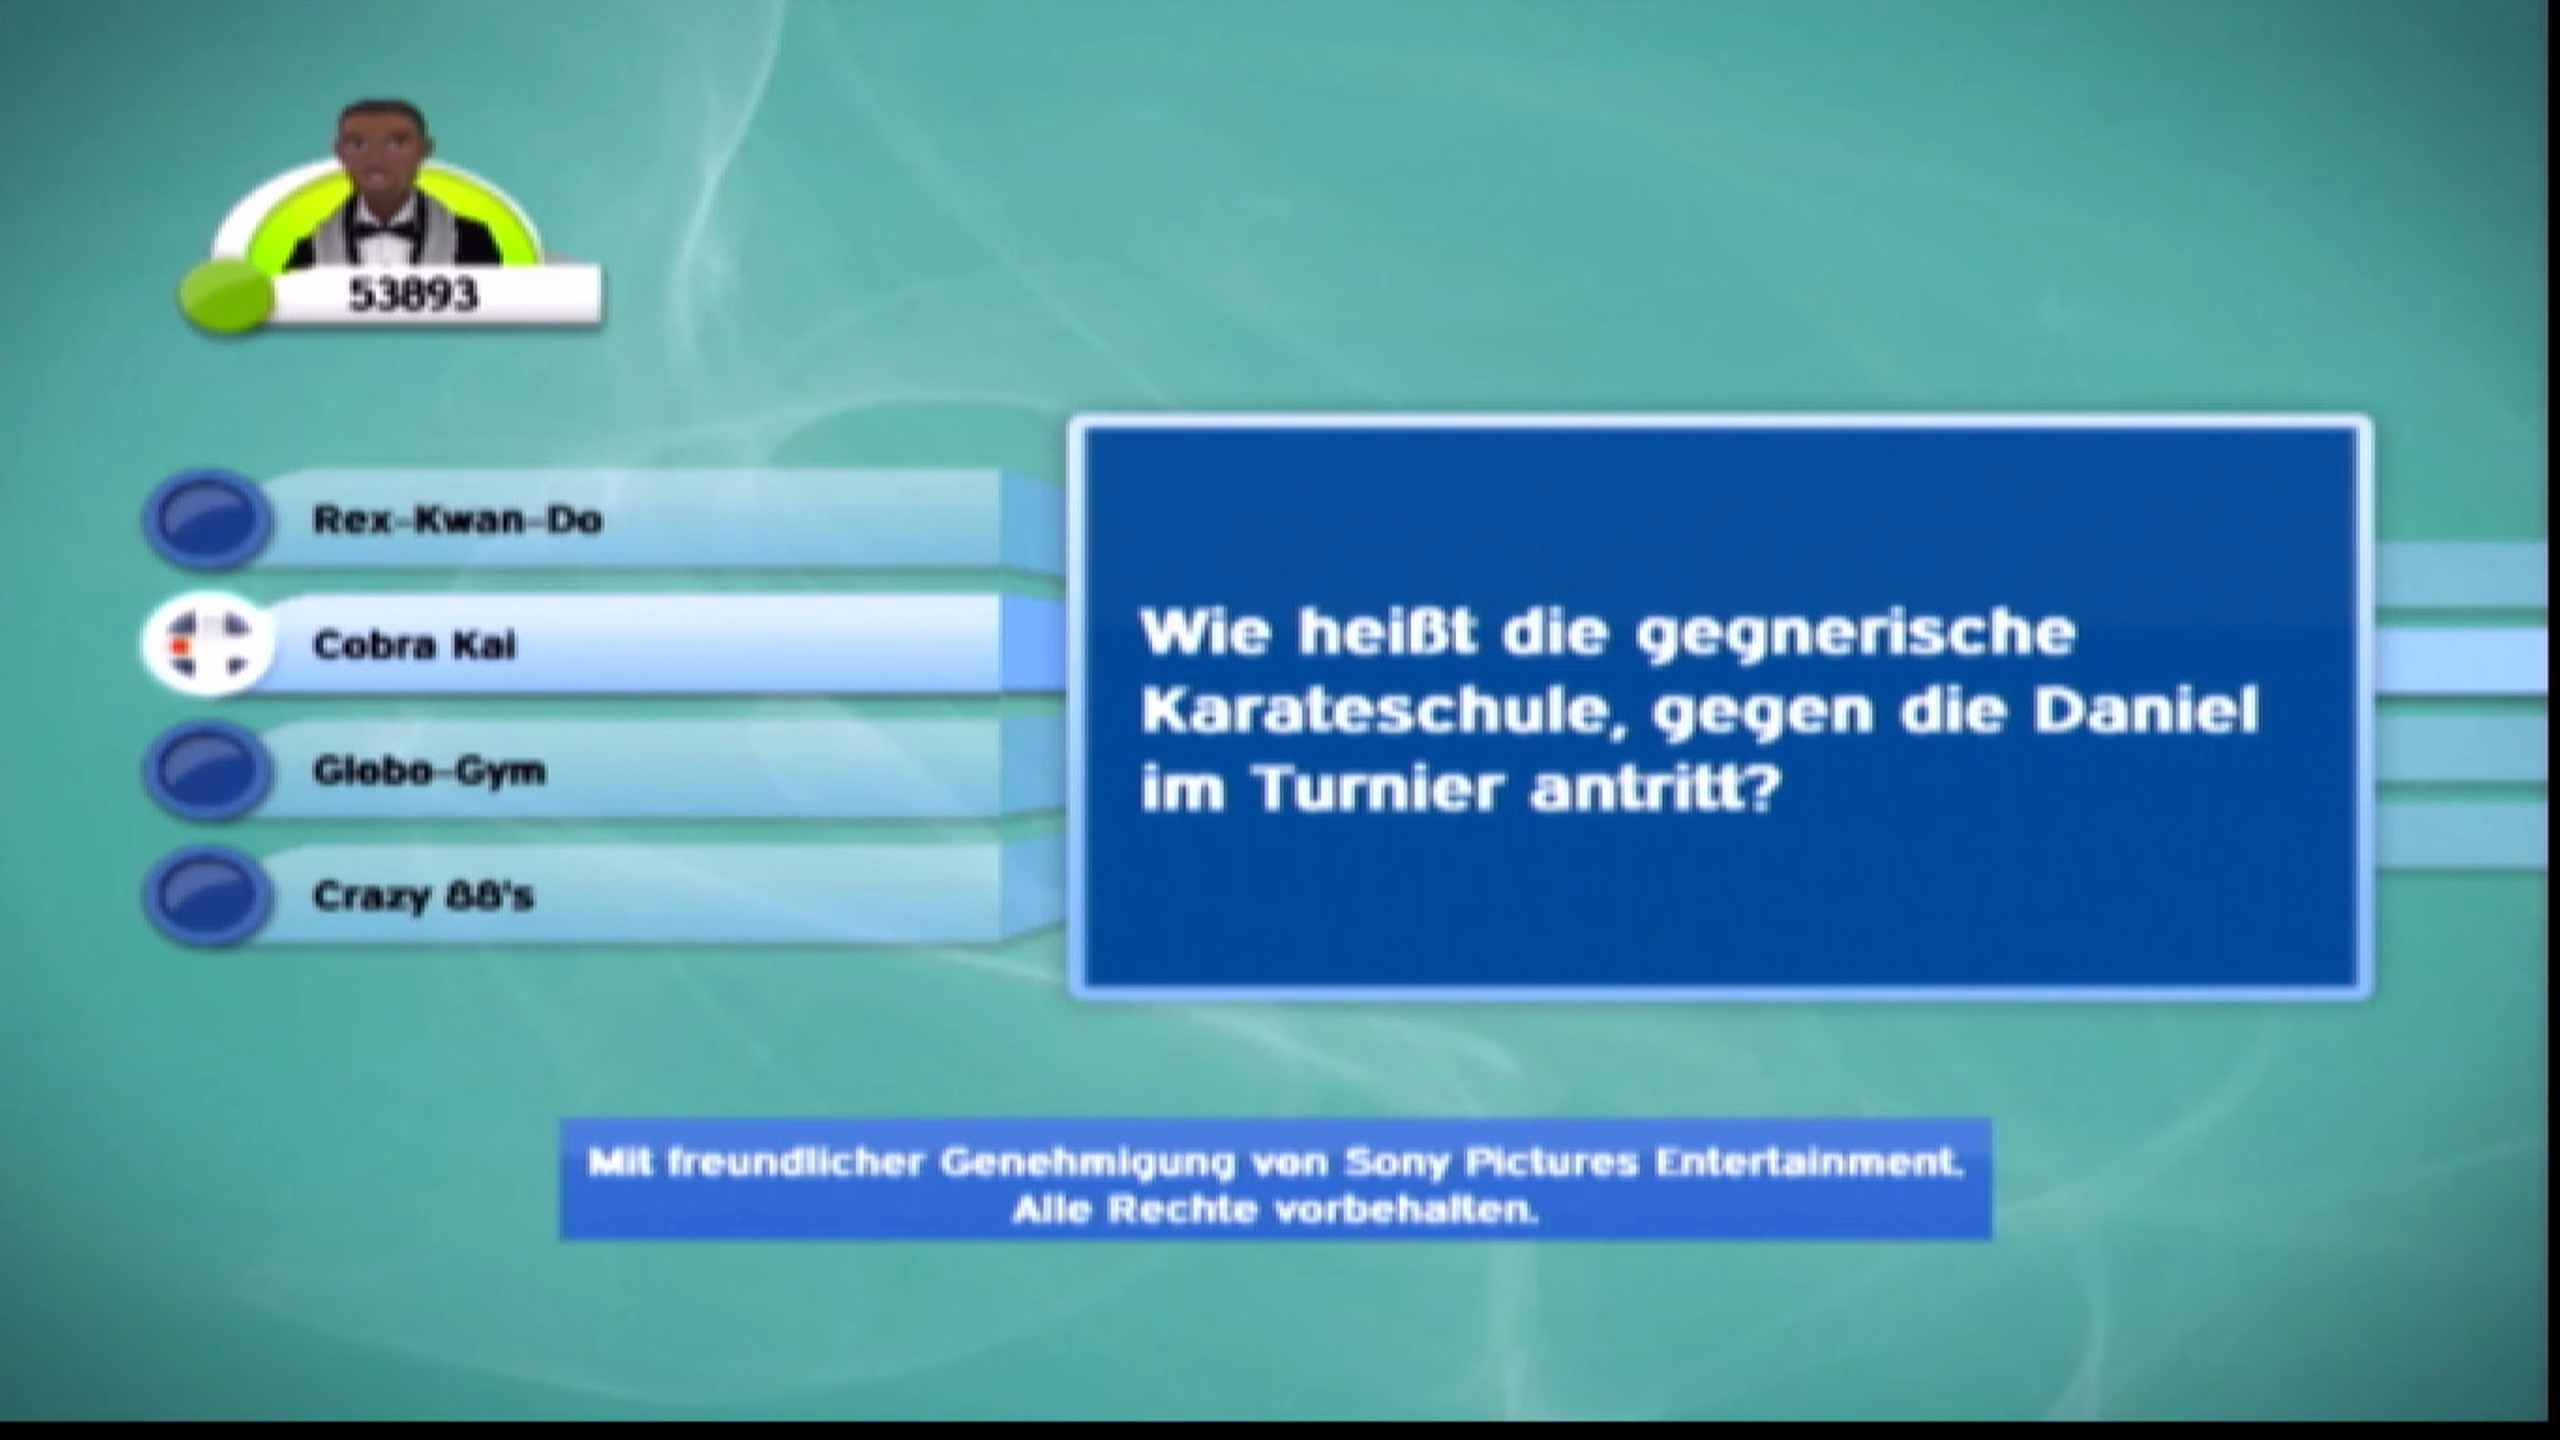 53893
Rex-Kwan-Do
Cobra Kai
Globo-Gym
Crazy 88's
Wie heißt die gegnerische
Karateschule, gegen die Daniel
im Turnier antritt?
Mit freundlicher Genehmigung von Sony Pictures Entertainment.
Alle Rechte vorbehalten.